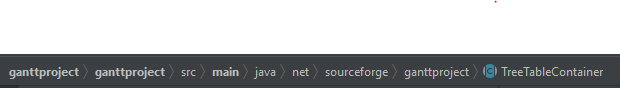 ganttproject 〉 ganttproject 〉 src 〉 main 〉 java 〉 net 〉 sourceforge 〉 ganttproject 〉 C TreeTableContainer